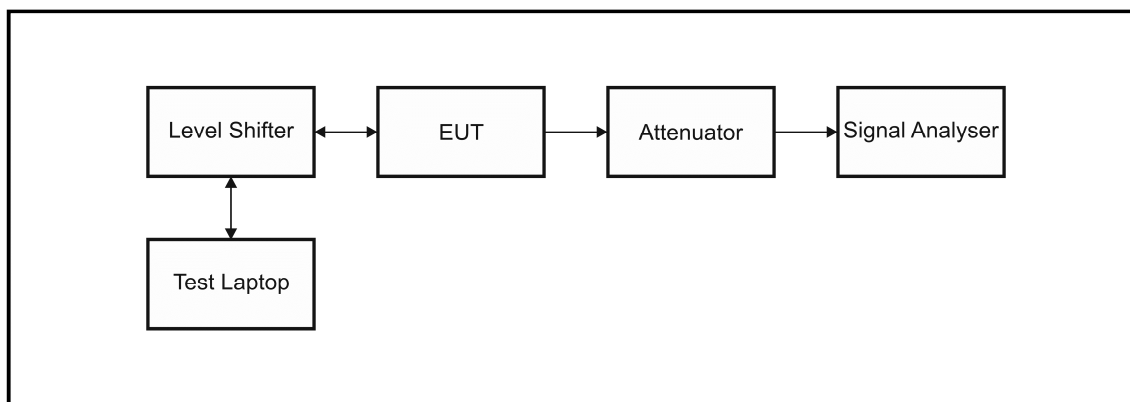 Level Shifter
EUT
Attenuator
Signal Analyser
Test Laptop